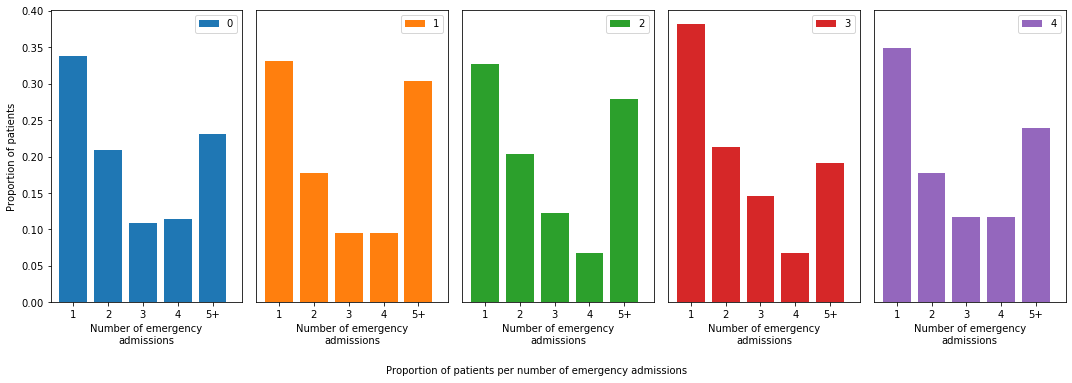 0.40
0.35
0.30
0.25
0.20
0.15
0.10
0.05
0.00
Proportion of patients
0
1 2 3 4 5+
Number of emergency
admissions
1
1 2 3 4 5+
Number of emergency
admissions
2
1 2 3 4 5+
Number of emergency
admissions
3
1 2 3 4 5+
Number of emergency
admissions
4
1 2 3 4 5+
Number of emergency
admissions
Proportion of patients per number of emergency admissions